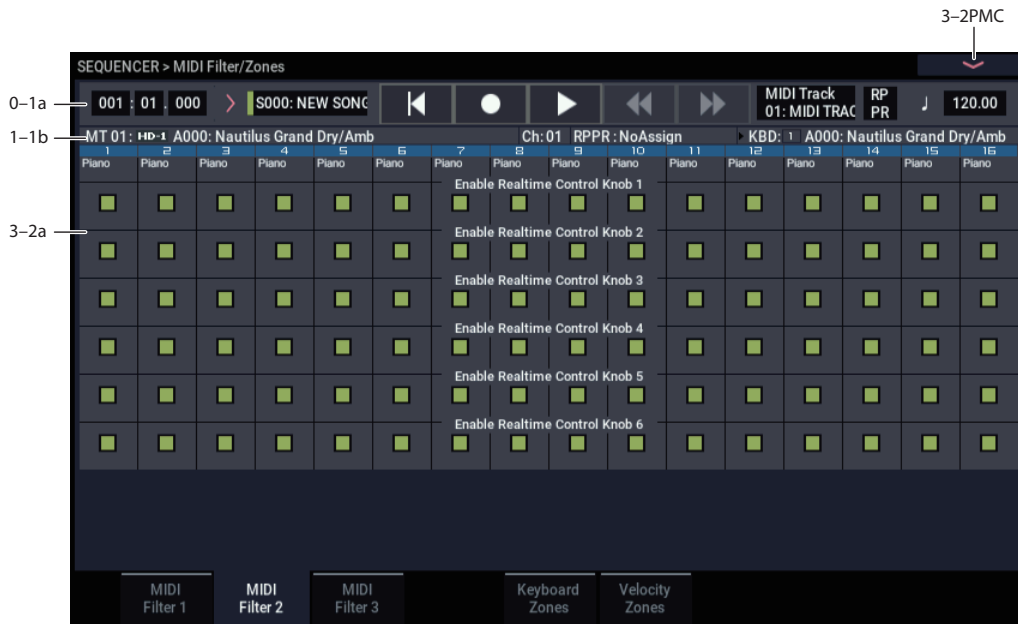 3–2PMC
SEQUENCER > MIDI Filter/Zones
0–1a
001 : 01 . 000
S000: NEW SONG
MIDI Track
01: MIDI TRAC
RP
PR
♩ 120.00
1–1b
MT 01: HD-1 A000: Nautilus Grand Dry/Amb
Ch: 01 RPPR : NoAssign
KBD: 1 A000: Nautilus Grand Dry/Amb
1 2 3 4 5 6 7 8 9 10 11 12 13 14 15 16
Piano Piano Piano Piano Piano Piano Piano Piano Piano Piano Piano Piano Piano Piano Piano Piano
Enable Realtime Control Knob 1
3–2a
Enable Realtime Control Knob 2
Enable Realtime Control Knob 3
Enable Realtime Control Knob 4
Enable Realtime Control Knob 5
Enable Realtime Control Knob 6
MIDI
Filter 1
MIDI
Filter 2
MIDI
Filter 3
Keyboard
Zones
Velocity
Zones